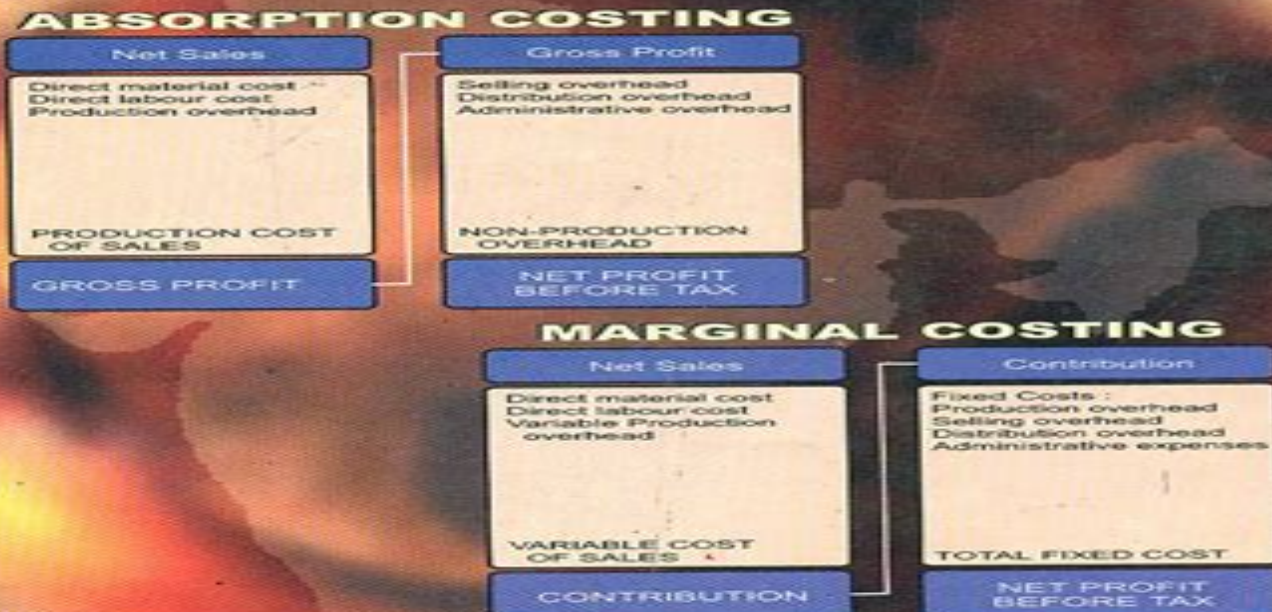 ABSORPTION COSTING
Net Sales
Direct material cost
Direct labour cost
Production overhead
PRODUCTION COST
OF SALES
GROSS PROFIT
Gross Profit
Selling overhead
Distribution overhead
Administrative overhead
NON-PRODUCTION
OVERHEAD
NET PROFIT
BEFORE TAX
MARGINAL COSTING
Net Sales
Direct material cost
Direct labour cost
Variable Production
overhead
VARIABLE COST
OF SALES
CONTRIBUTION
Contribution
Fixed Costs :
Production overhead
Selling overhead
Distribution overhead
Administrative expenses
TOTAL FIXED COST
NET PROFIT
BEFORE TAX